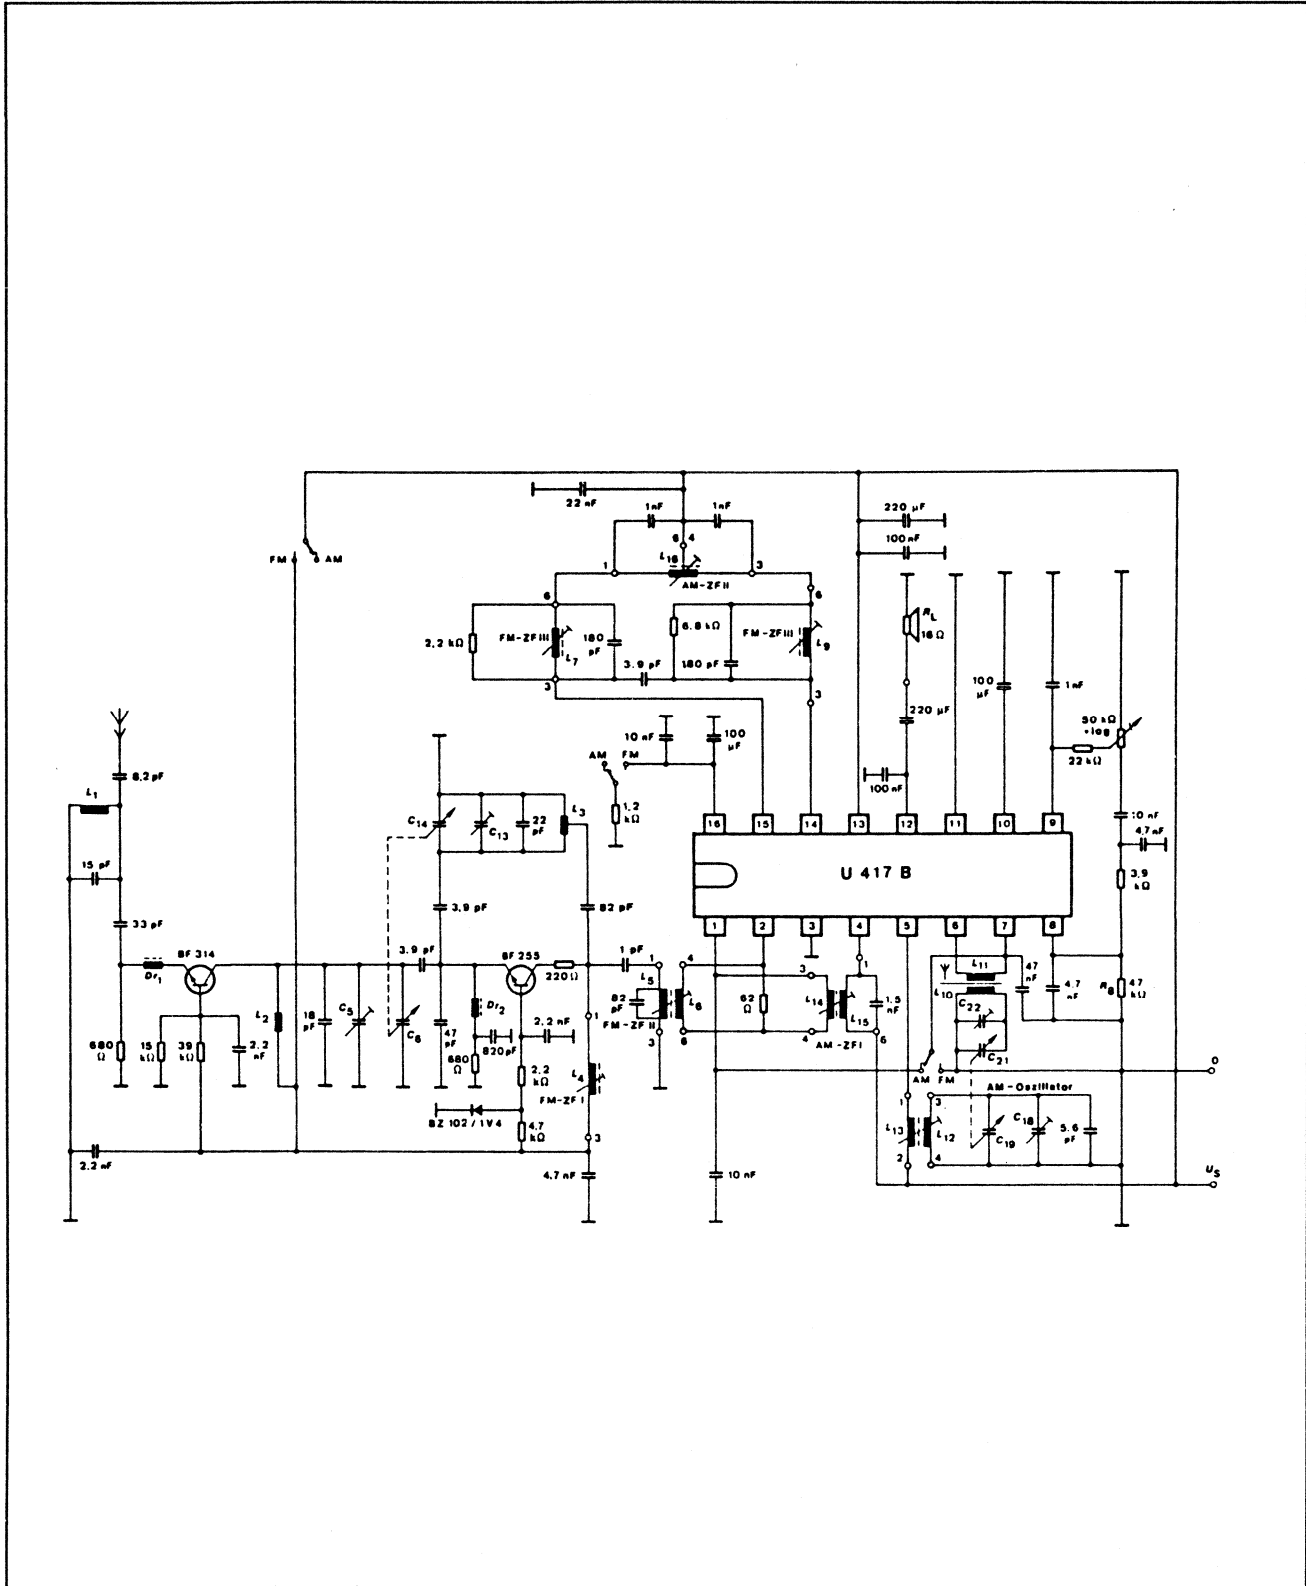 22 nF
1nF
1nF
6 4
L16
1
3
AM-ZF II
FM
AM
220 µF
100nF
6
6
2,2 kΩ
FM-ZF III
L7
180 pF
6,8 kΩ
FM-ZF III
L9
3,9 pF
180 pF
3
3
RL
16 Ω
220 µF
100 µF
1 nF
50 kΩ
+log
22 kΩ
100 nF
10 nF
100 µF
AM
FM
1,2 kΩ
8,2 pF
L1
C14
C13
22 pF
L3
16
15
14
13
12
11
10
9
10 nF
4,7 nF
15 pF
U 417 B
3,9 kΩ
33 pF
3,9 pF
82 pF
1
2
3
4
5
6
7
8
BF 314
3,9 pF
BF 255
1 pF
Dr1
220Ω
1
4
3
1
L11
47 nF
L5
L6
L14
L15
1,5 nF
L10
C22
4,7 nF
R8
47 kΩ
L2
18 pF
C5
C6
47 pF
Dr2
82 pF
62 Ω
FM-ZF II
3
6
4
6
AM-ZF I
C21
680 Ω
15 kΩ
39 kΩ
2,2 nF
820pF
680 Ω
2,2 nF
1
2,2 kΩ
L4
FM-ZF I
AM
FM
0
AM-Oszillator
BZ 102 / 1V4
4,7 kΩ
3
1
3
L13
L12
C19
C18
5,6 pF
2
4
2,2 nF
4,7 nF
10 nF
US